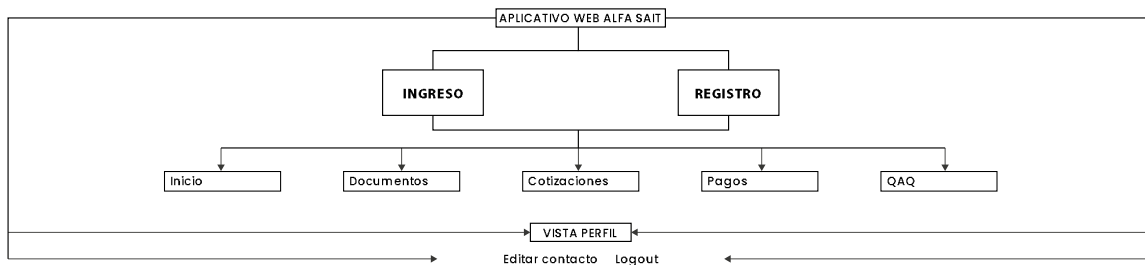 APLICATIVO WEB ALFA SAIT
INGRESO
REGISTRO
Inicio
Documentos
Cotizaciones
Pagos
QAQ
VISTA PERFIL
Editar contacto
Logout